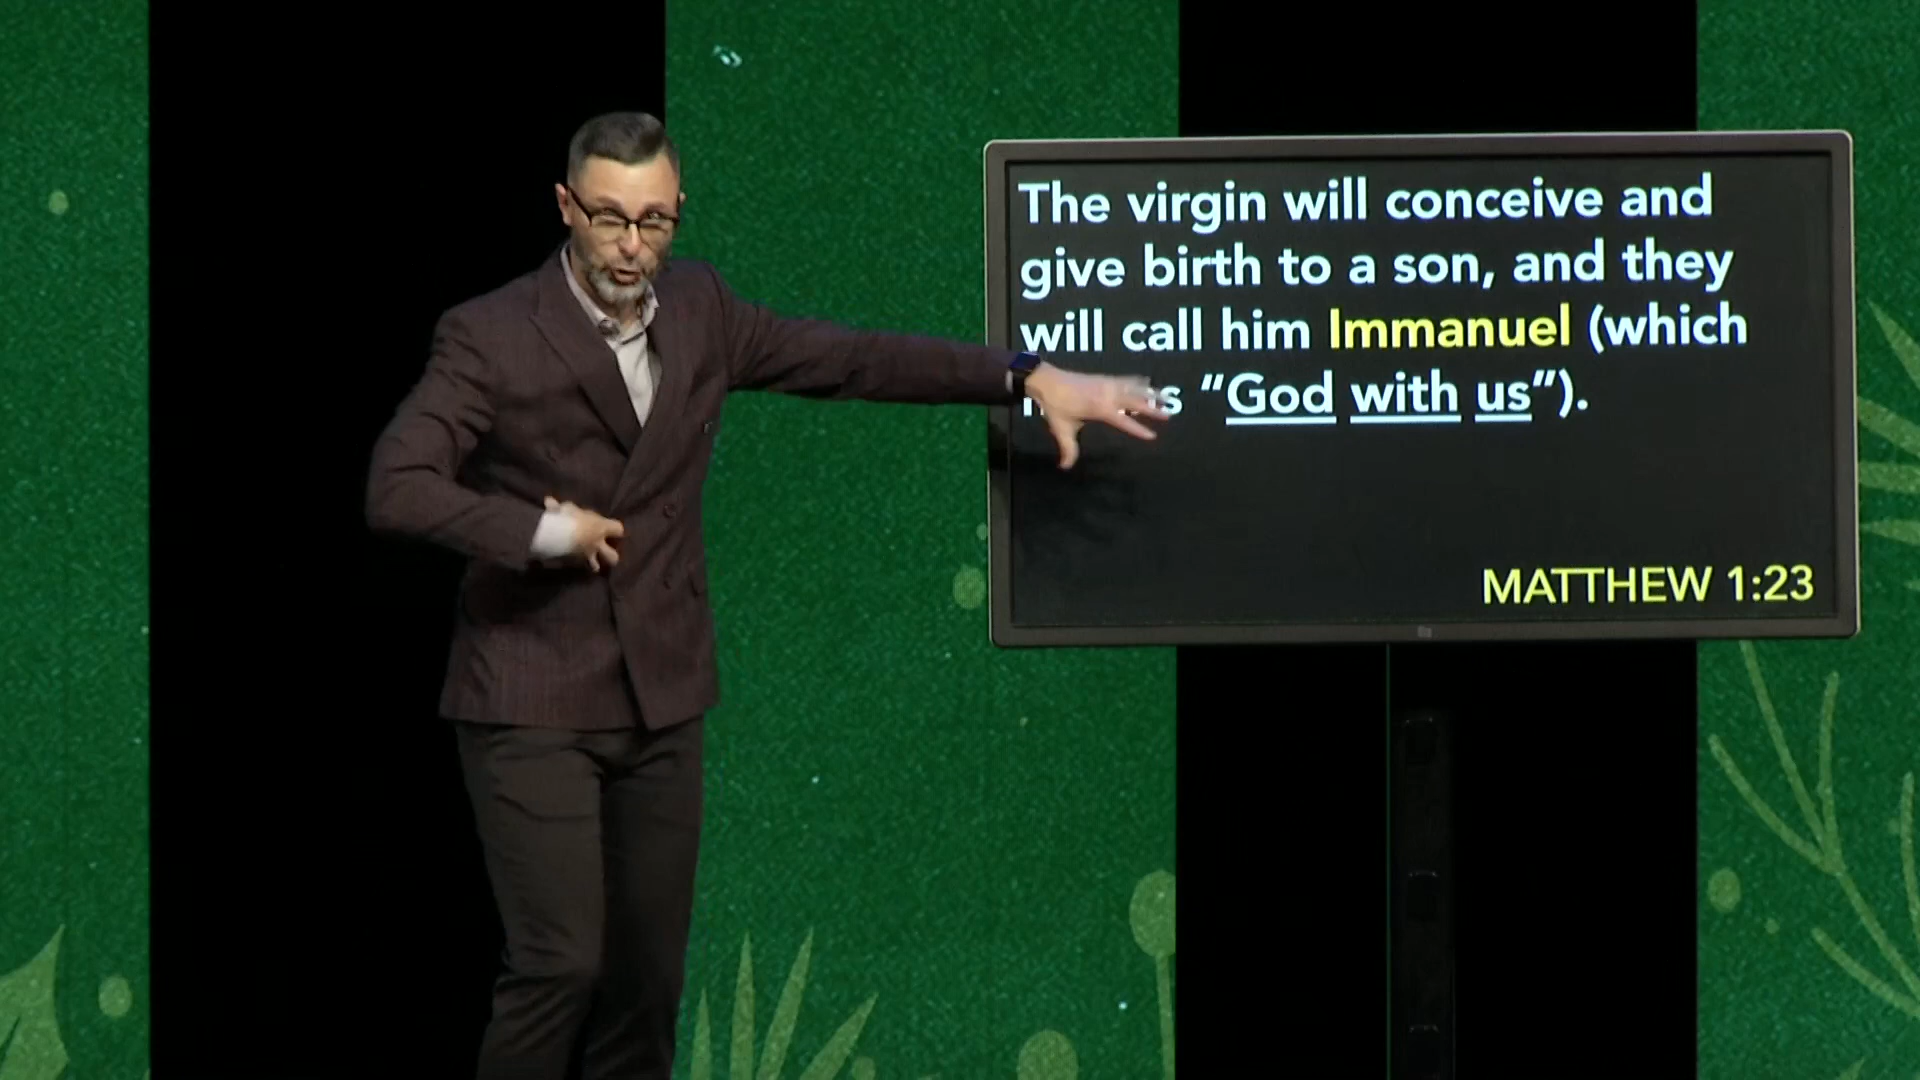 The virgin will conceive and
give birth to a son, and they
will call him Immanuel (which
“God with us”).
MATTHEW 1:23